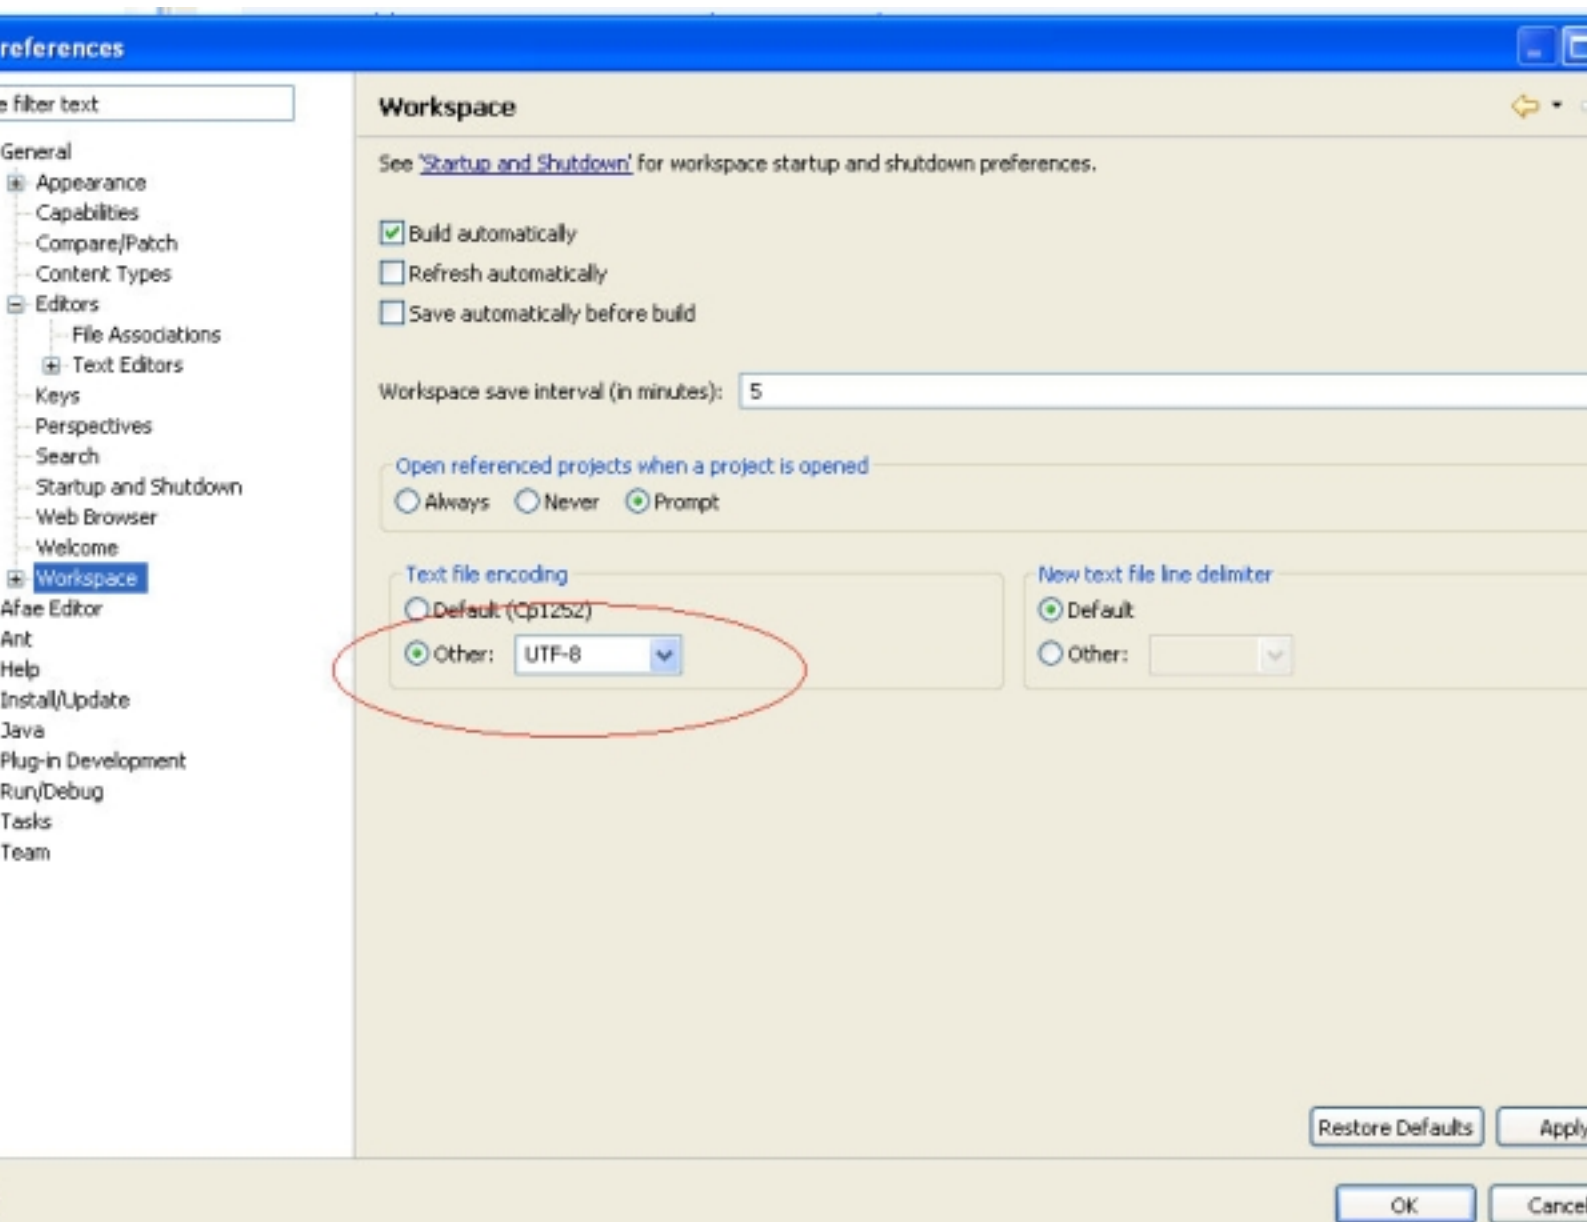 references
e filter text
General
Appearance
Capabilities
Compare/Patch
Content Types
Editors
File Associations
Text Editors
Keys
Perspectives
Search
Startup and Shutdown
Web Browser
Welcome
Workspace
Afae Editor
Ant
Help
Install/Update
Java
Plug-in Development
Run/Debug
Tasks
Team
Workspace
See 'Startup and Shutdown' for workspace startup and shutdown preferences.
Build automatically
Refresh automatically
Save automatically before build
Workspace save interval (in minutes): 5
Open referenced projects when a project is opened
Always Never Prompt
Text file encoding
Default (Cp1252)
Other: UTF-8
New text file line delimiter
Default
Other:
Restore Defaults Apply
OK Cancel